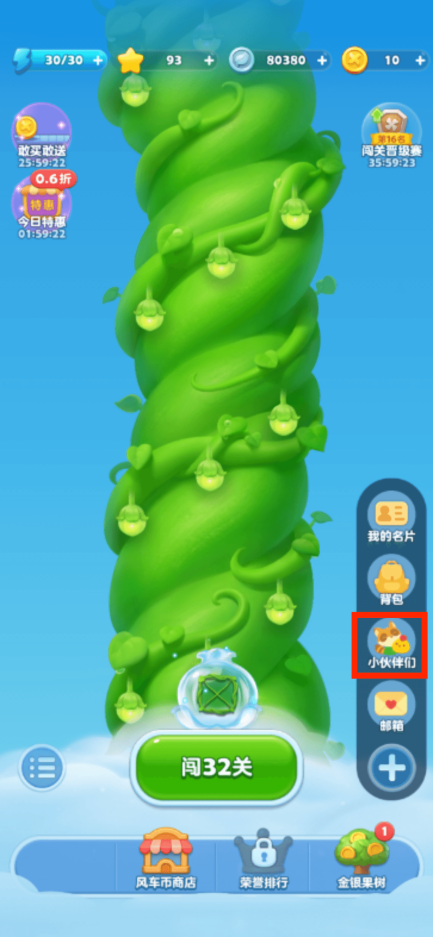 30/30 + 93 + 80380 + 10 +
敢买敢送
25:59:22
第16名
闯关晋级赛
35:59:23
0.6折
特惠
今日特惠
01:59:22
我的名片
背包
小伙伴们
邮箱
闯32关
风车币商店
荣誉排行
1
金银果树